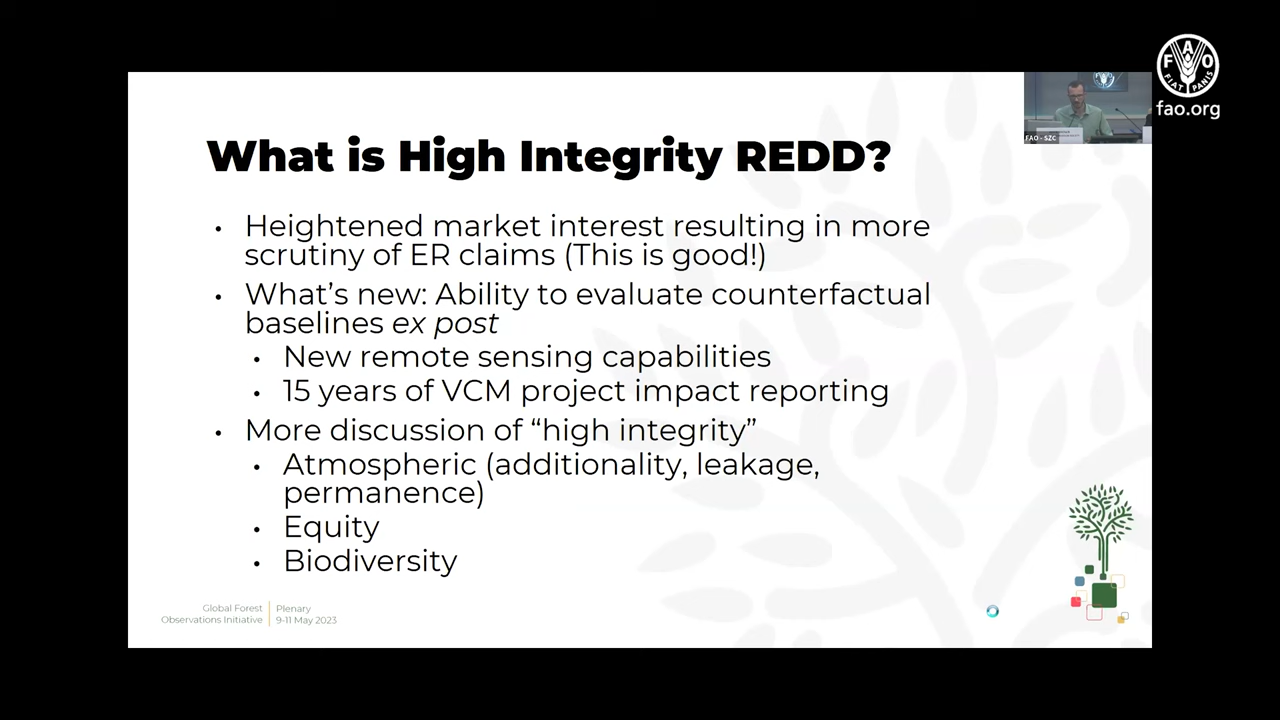 FAO
FIAT PANIS
fao.org
FAO - SZC
What is High Integrity REDD?
• Heightened market interest resulting in more
scrutiny of ER claims (This is good!)
• What's new: Ability to evaluate counterfactual
baselines ex post
• New remote sensing capabilities
• 15 years of VCM project impact reporting
• More discussion of “high integrity”
• Atmospheric (additionality, leakage,
permanence)
• Equity
• Biodiversity
Global Forest
Observations Initiative
Plenary
9-11 May 2023